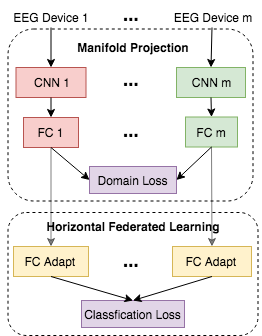 EEG Device 1 ... EEG Device m
Manifold Projection
CNN 1 ... CNN m
FC 1 ... FC m
Domain Loss
Horizontal Federated Learning
FC Adapt ... FC Adapt
Classfication Loss